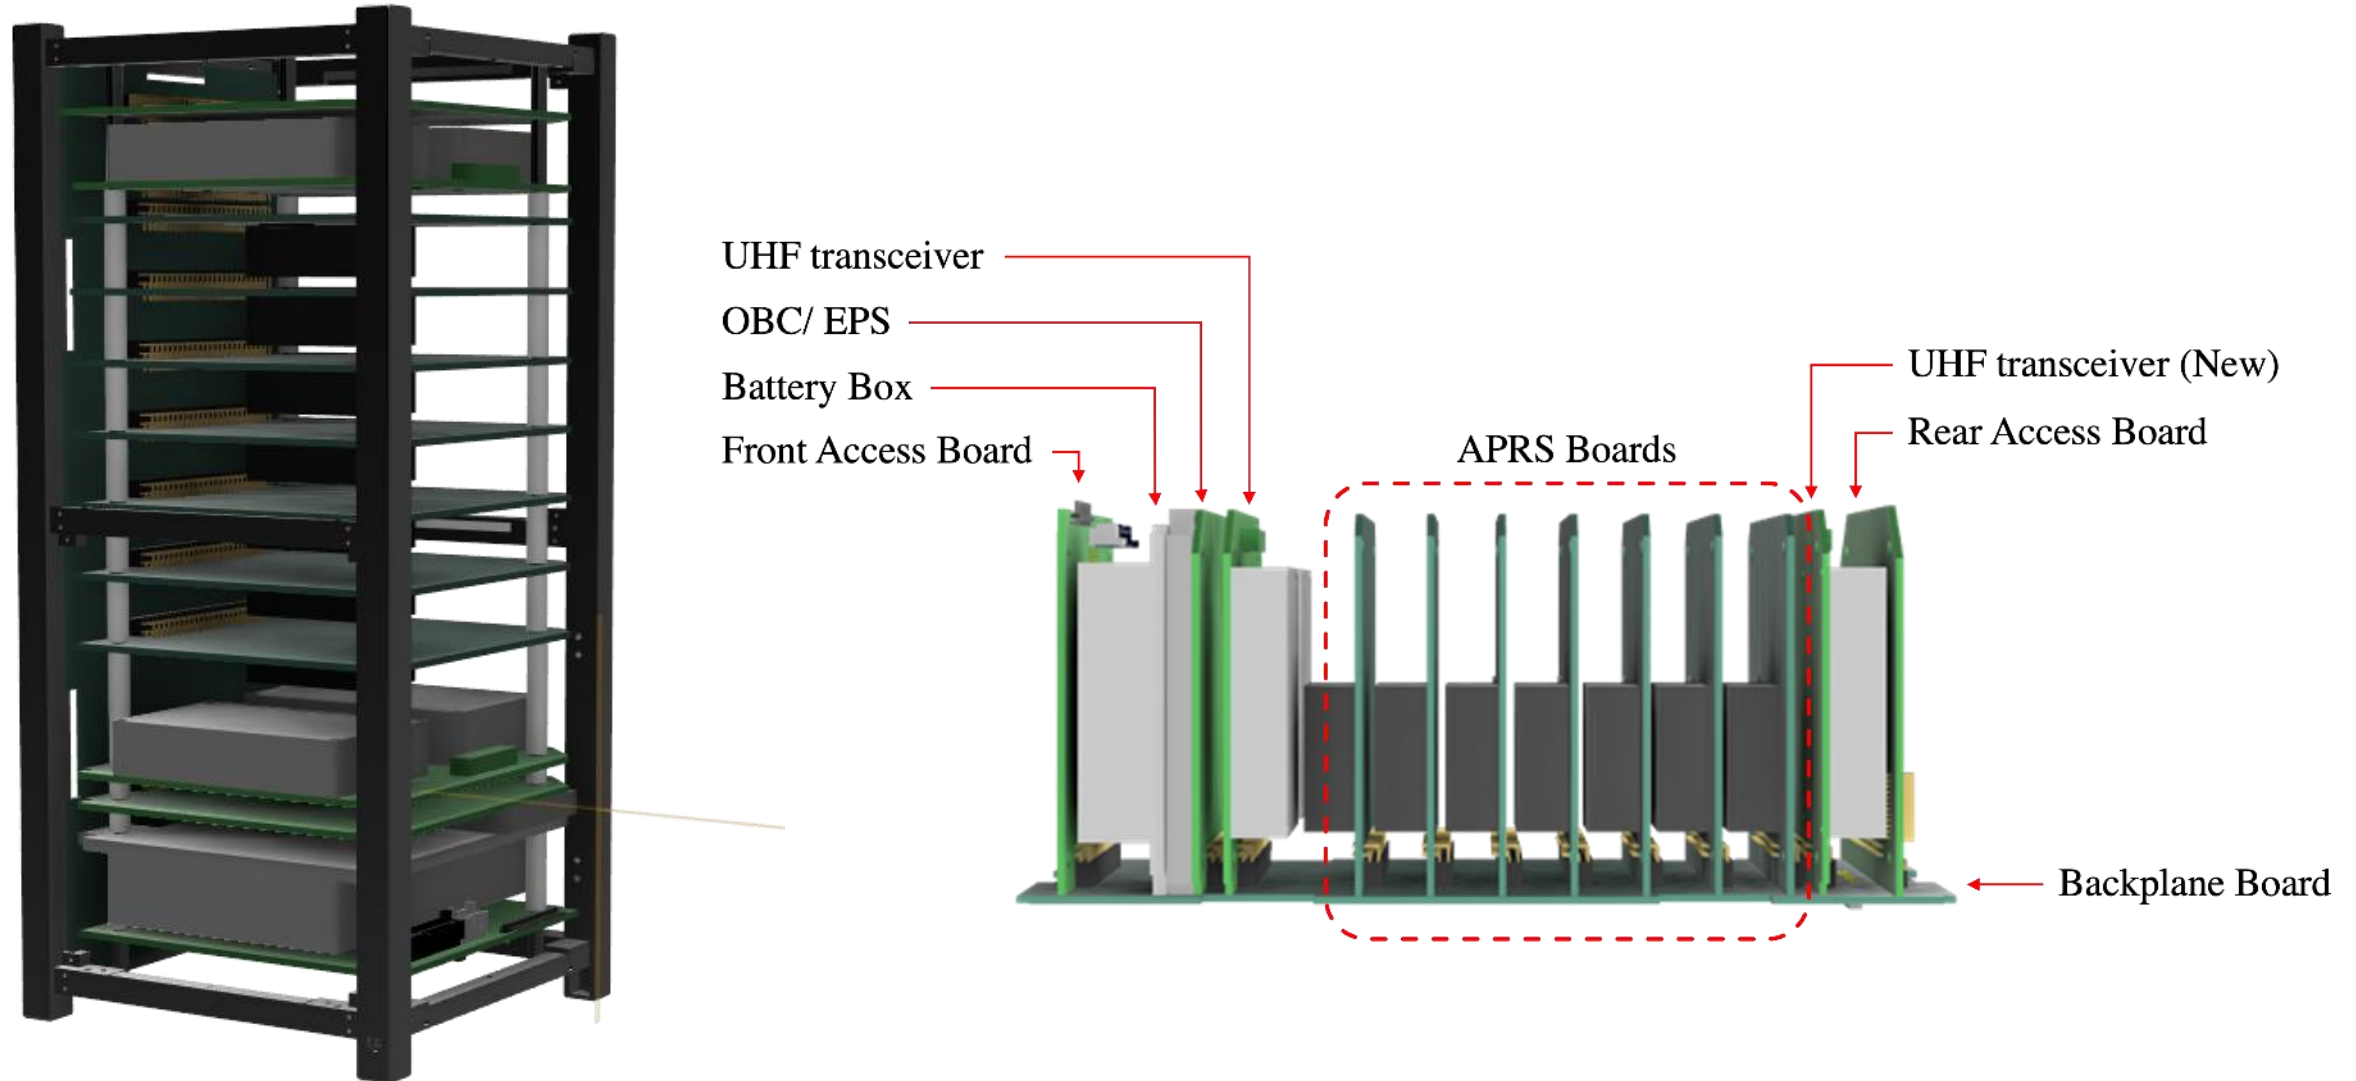 UHF transceiver
OBC/ EPS
Battery Box
Front Access Board
APRS Boards
UHF transceiver (New)
Rear Access Board
Backplane Board